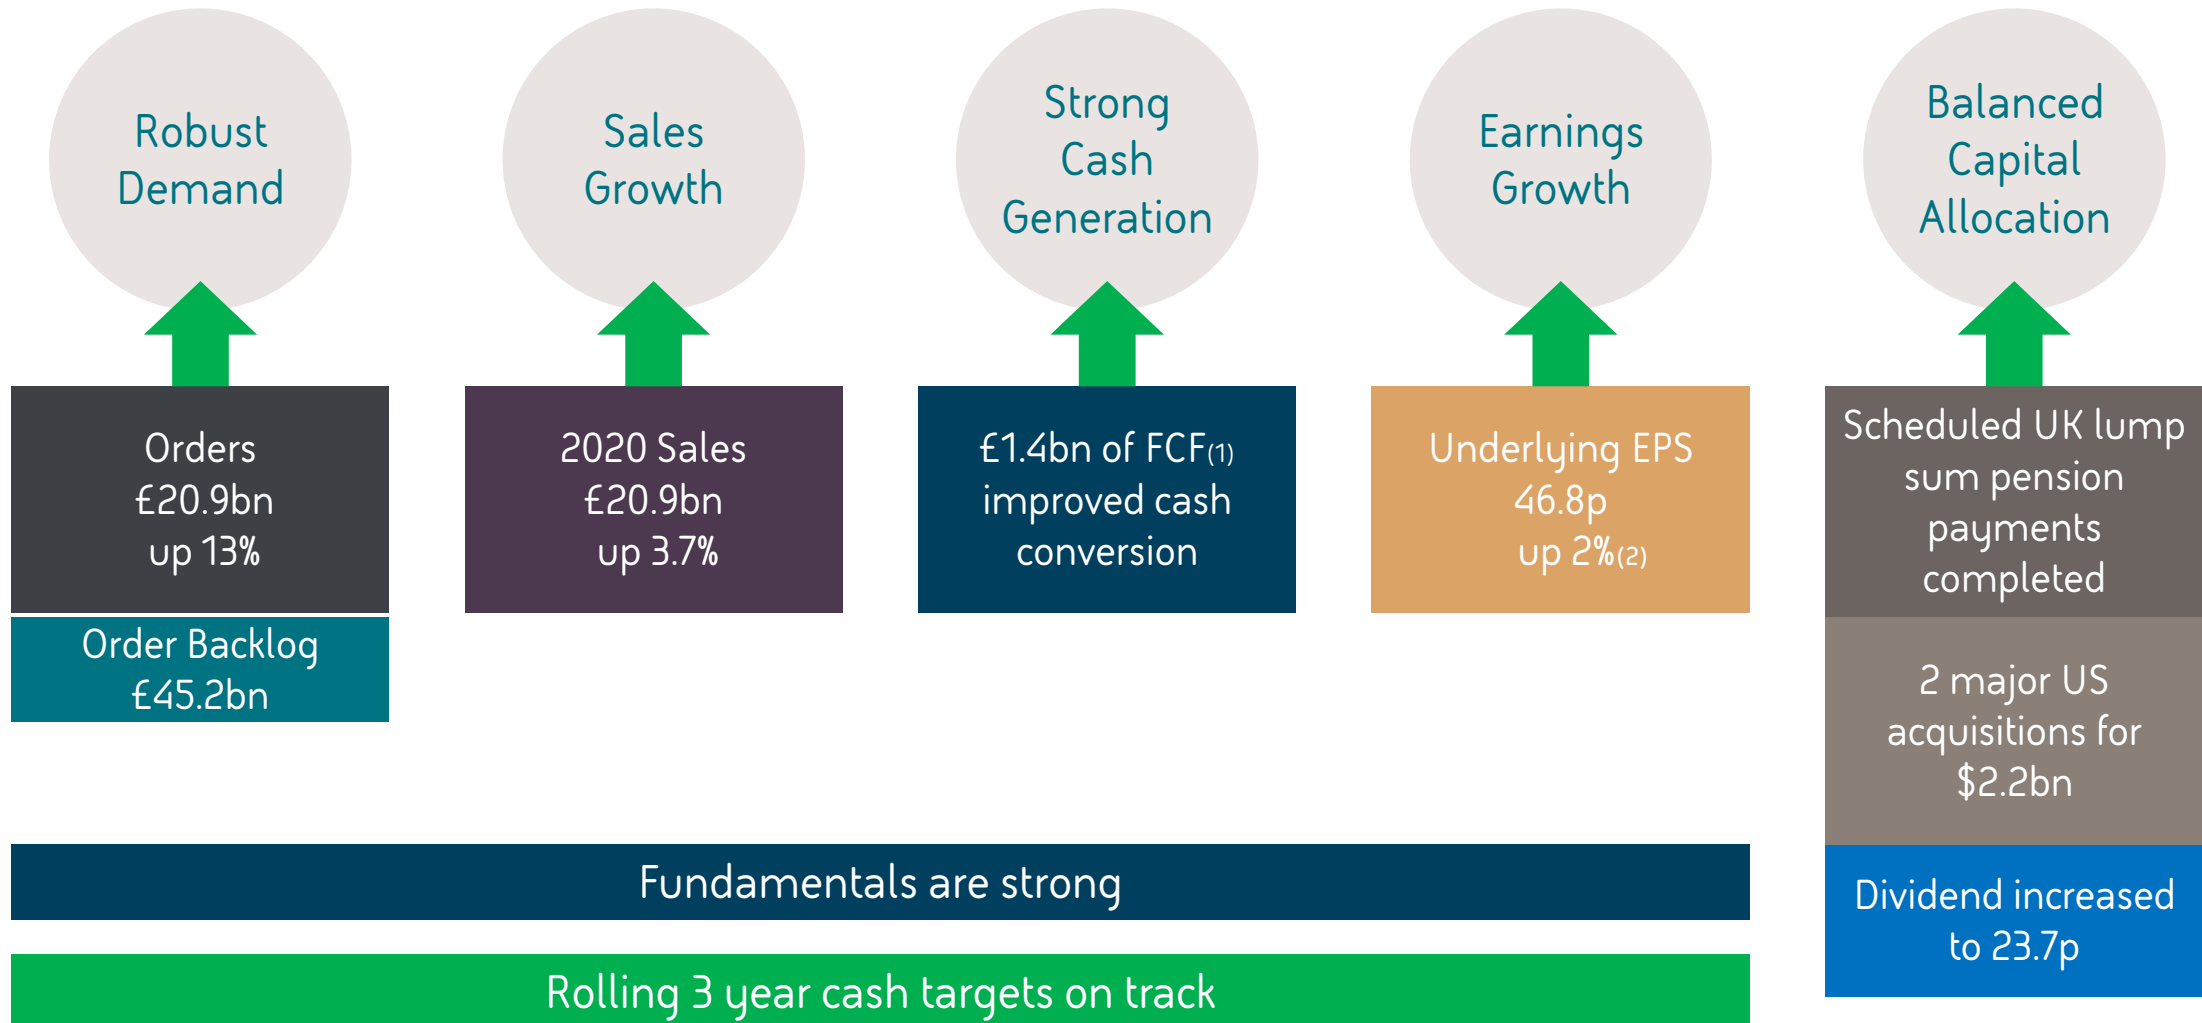 Robust
Demand
Sales
Growth
Strong
Cash
Generation
Earnings
Growth
Balanced
Capital
Allocation
Orders
£20.9bn
up 13%
Order Backlog
£45.2bn
2020 Sales
£20.9bn
up 3.7%
£1.4bn of FCF(1)
improved cash
conversion
Underlying EPS
46.8p
up 2%(2)
Scheduled UK lump
sum pension
payments
completed
2 major US
acquisitions for
$2.2bn
Dividend increased
to 23.7p
Fundamentals are strong
Rolling 3 year cash targets on track